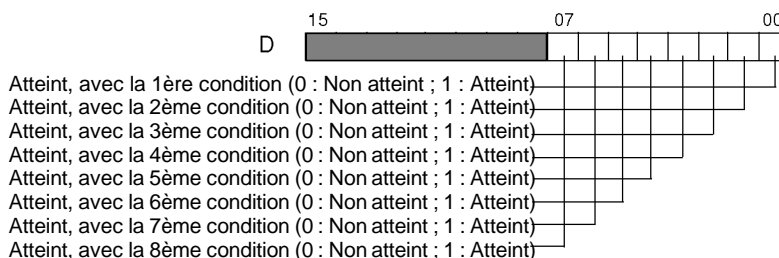 15 07 00
D
Atteint, avec la 1ère condition (0 : Non atteint ; 1 : Atteint)
Atteint, avec la 2ème condition (0 : Non atteint ; 1 : Atteint)
Atteint, avec la 3ème condition (0 : Non atteint ; 1 : Atteint)
Atteint, avec la 4ème condition (0 : Non atteint ; 1 : Atteint)
Atteint, avec la 5ème condition (0 : Non atteint ; 1 : Atteint)
Atteint, avec la 6ème condition (0 : Non atteint ; 1 : Atteint)
Atteint, avec la 7ème condition (0 : Non atteint ; 1 : Atteint)
Atteint, avec la 8ème condition (0 : Non atteint ; 1 : Atteint)